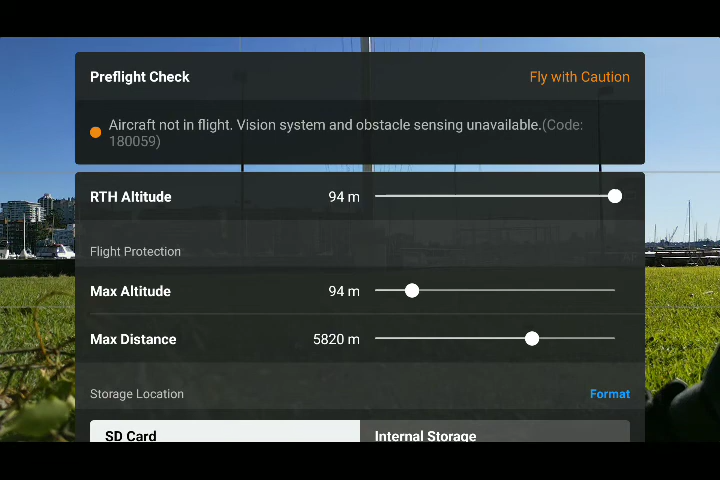 Preflight Check
Fly with Caution
Aircraft not in flight. Vision system and obstacle sensing unavailable.(Code:
180059)
RTH Altitude 94 m
Flight Protection
Max Altitude 94 m
Max Distance 5820 m
Storage Location Format
SD Card Internal Storage